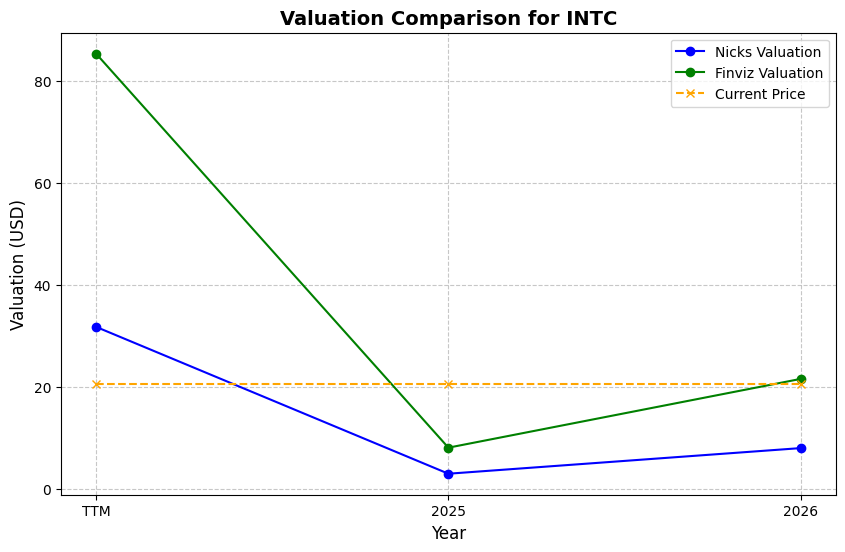 Valuation Comparison for INTC
Nicks Valuation
Finviz Valuation
Current Price
Valuation (USD)
80
60
40
20
0
TTM
2025
2026
Year